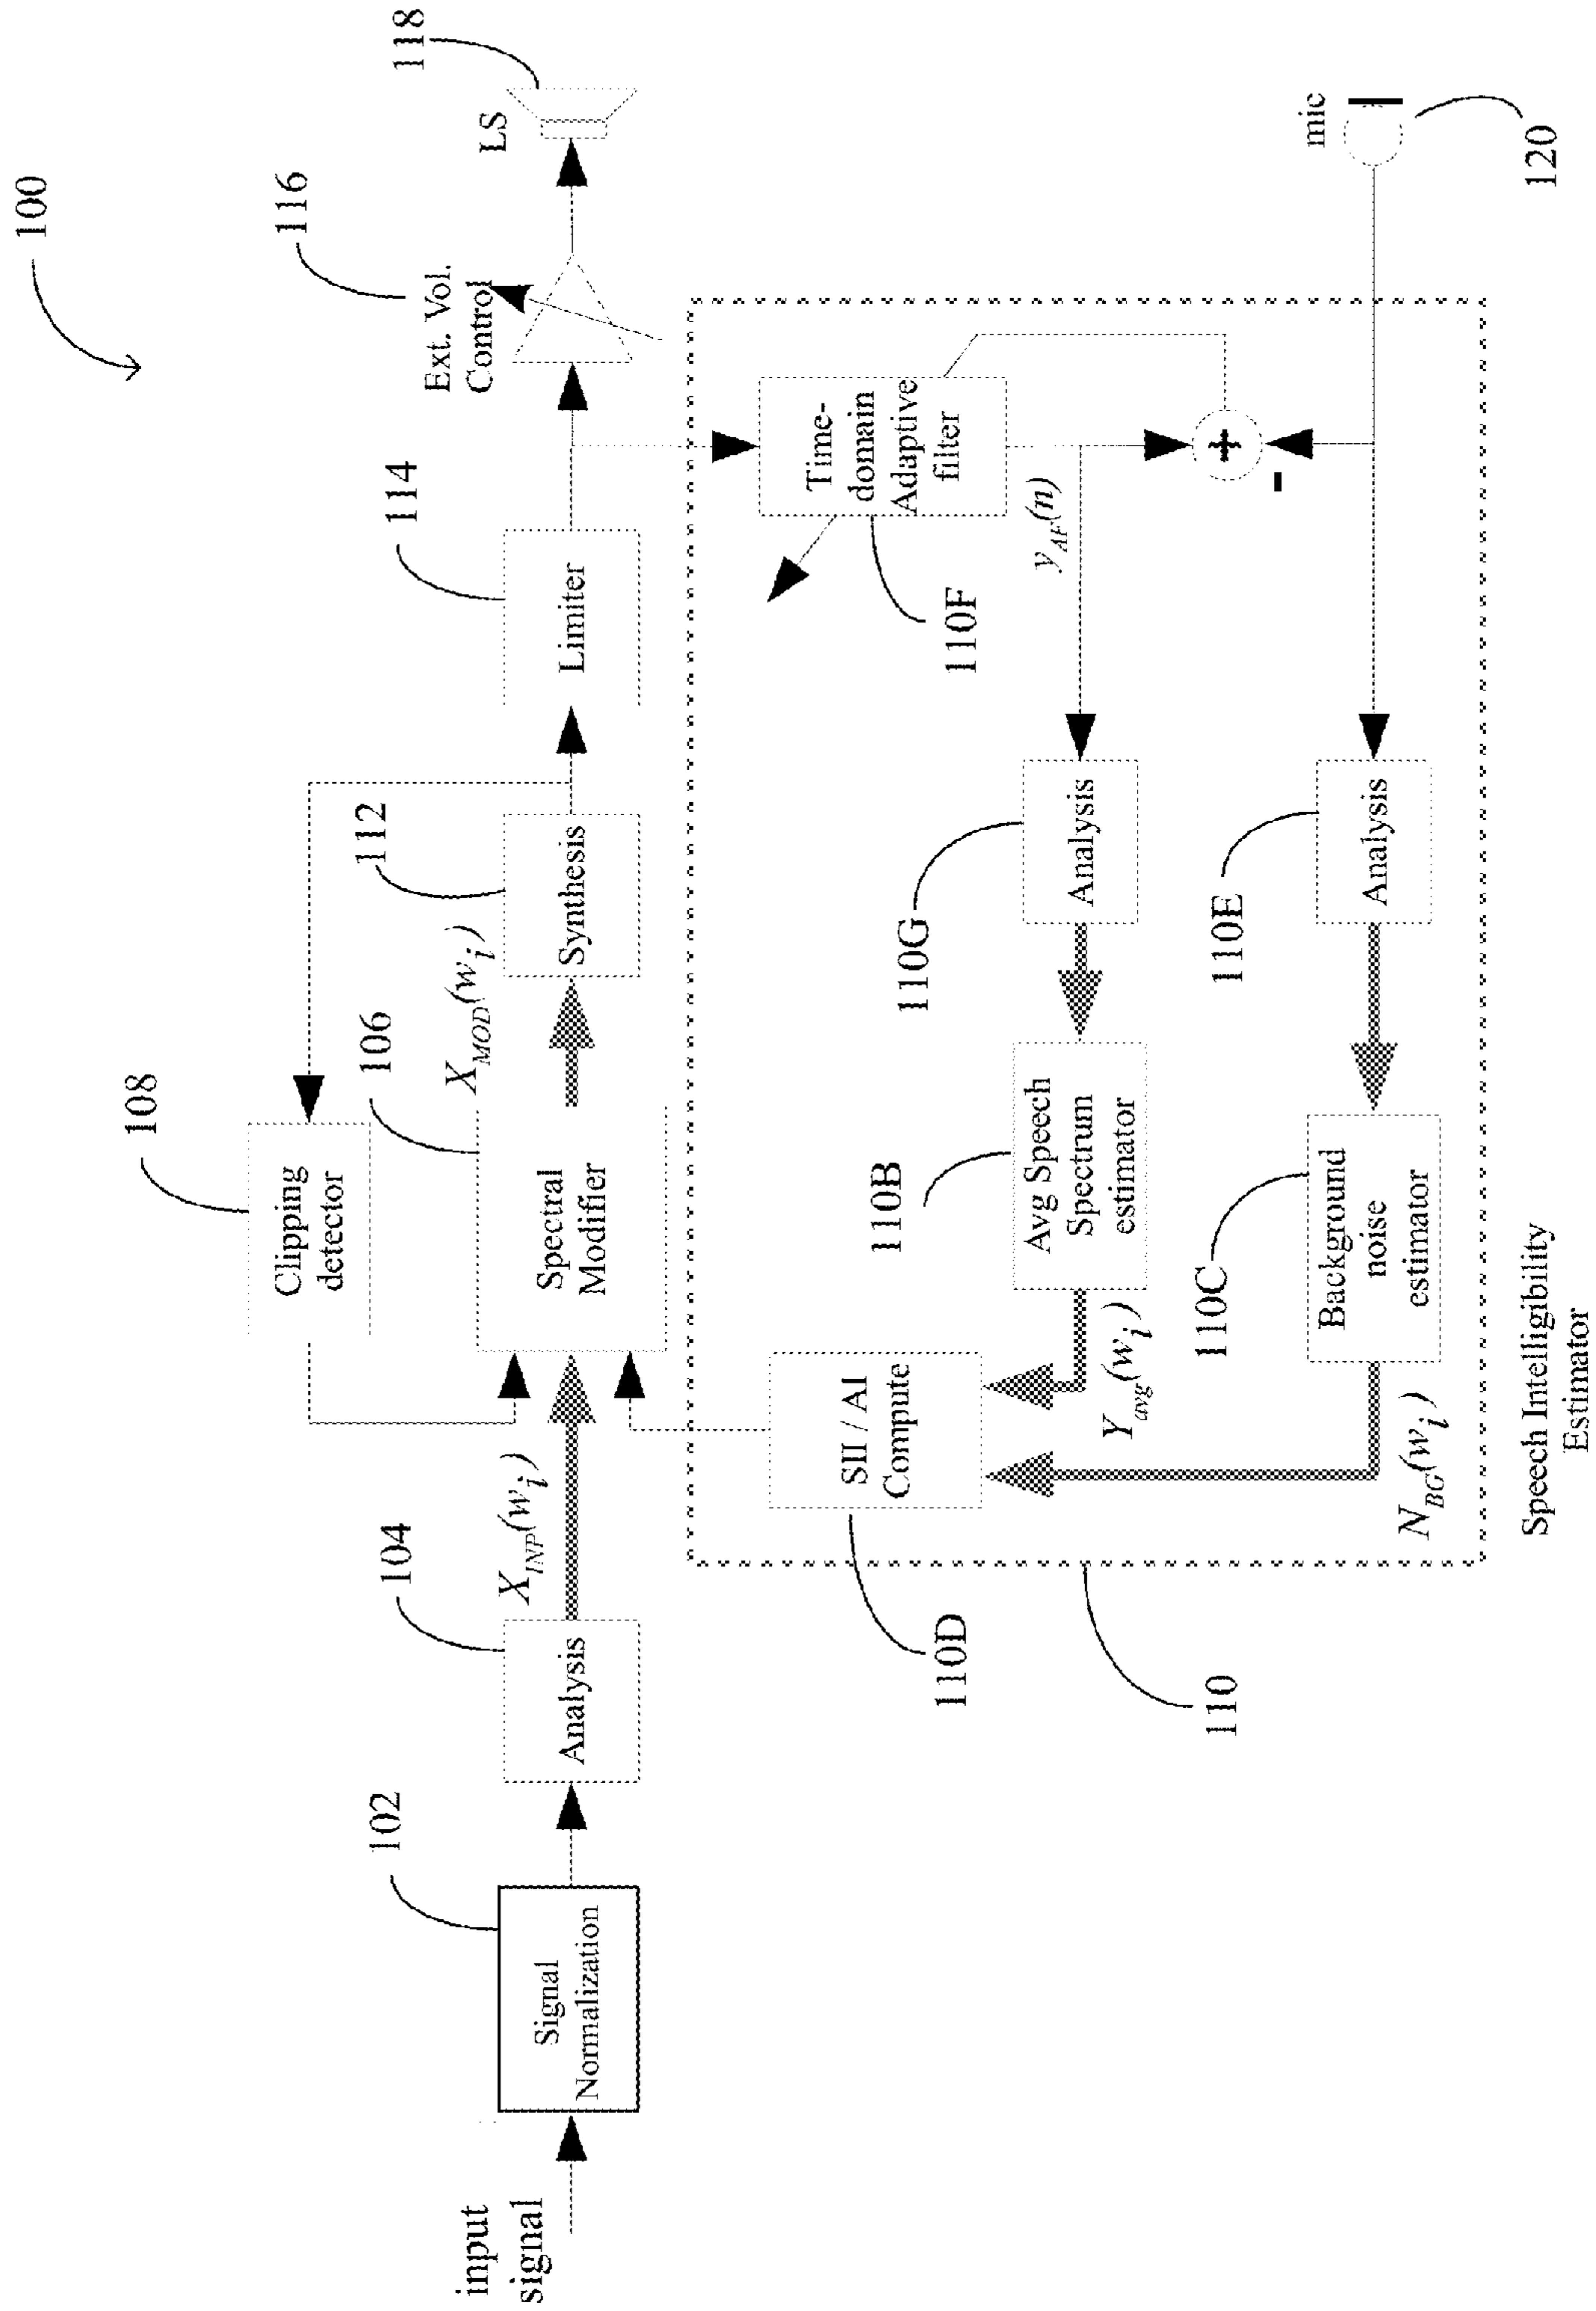 100
118
LS
116
Ext. Vol.
Control
114
Limiter
112
Synthesis
X_MOD(w_i)
108
Clipping
detector
106
Spectral
Modifier
X_INP(w_i)
104
Analysis
102
Signal
Normalization
input
signal
mic
120
Time-
domain
Adaptive
filter
110F
+
-
y_AF(n)
Analysis
110G
Analysis
110E
Avg Speech
Spectrum
estimator
110B
Background
noise
estimator
110C
Y_avg(w_i)
N_BG(w_i)
SII / AI
Compute
110D
110
Speech Intelligibility
Estimator